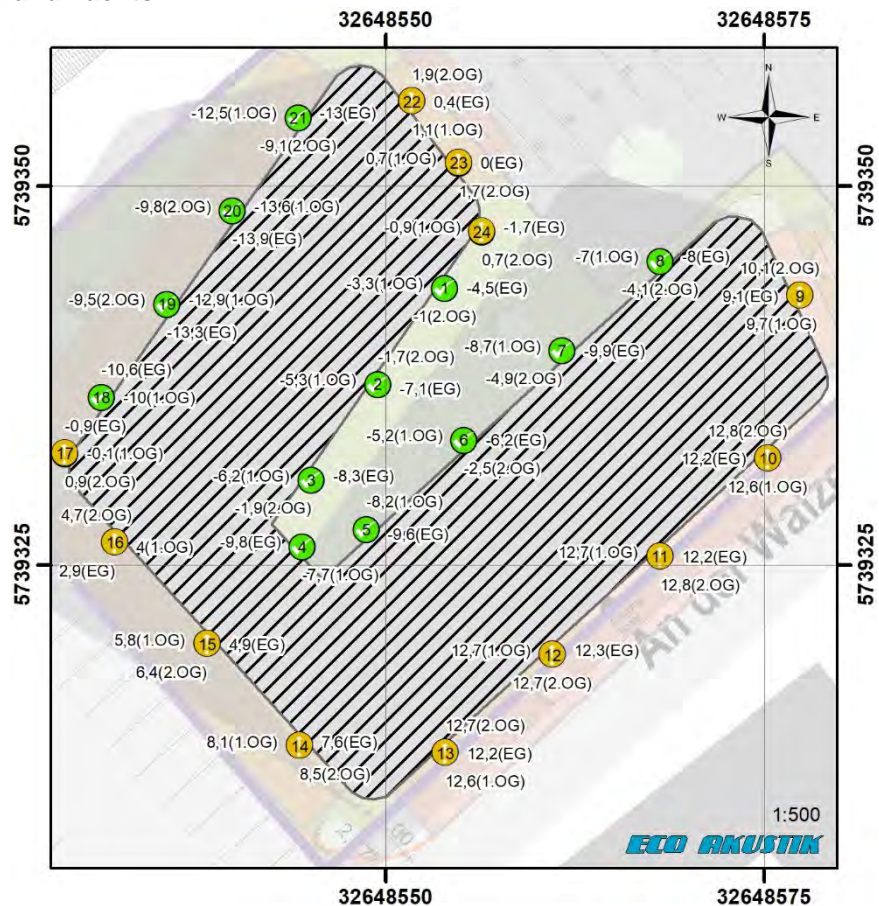 32648550 32648575
N
W E
S
1,9(2.OG)
22 0,4(EG)
-12,5(1.OG) 21 -13(EG)
1,1(1.OG)
-9,1(2.OG)
0,7(1.OG) 23 0(EG)
5739350 5739350
1,7(2.OG)
-9,8(2.OG) 20 -13,6(1.OG)
-0,9(1.OG) 24 -1,7(EG)
-13,9(EG)
0,7(2.OG)
-7(1.OG) 8 -8(EG)
10,1(2.OG)
-3,3(1.OG) 1 -4,5(EG)
-4,1(2.OG)
9,1(EG) 9
-9,5(2.OG) 19 -12,9(1.OG)
-1(2.OG)
9,7(1.OG)
-13,3(EG)
-8,7(1.OG) 7 -9,9(EG)
-1,7(2.OG)
-5,3(1.OG) 2 -7,1(EG)
-4,9(2.OG)
-10,6(EG)
18 -10(1.OG)
-0,9(EG)
12,8(2.OG)
-5,2(1.OG) 6 -6,2(EG)
17 -0,1(1.OG)
12,2(EG) 10
-2,5(2.OG)
0,9(2.OG)
-6,2(1.OG) 3 -8,3(EG)
12,6(1.OG)
-8,2(1.OG)
-1,9(2.OG)
4,7(2.OG)
5 -9,6(EG)
16 4(1.OG)
-9,8(EG) 4
12,7(1.OG) 11 12,2(EG)
2,9(EG)
5739325 5739325
-7,7(1.OG)
12,8(2.OG)
An der Waize
5,8(1.OG) 15 4,9(EG)
12,7(1.OG) 12 12,3(EG)
6,4(2.OG)
12,7(2.OG)
12,7(2.OG)
8,1(1.OG) 14 7,6(EG)
13 12,2(EG)
8,5(2.OG)
12,6(1.OG)
1:500
ECO AKUSTIK
32648550 32648575